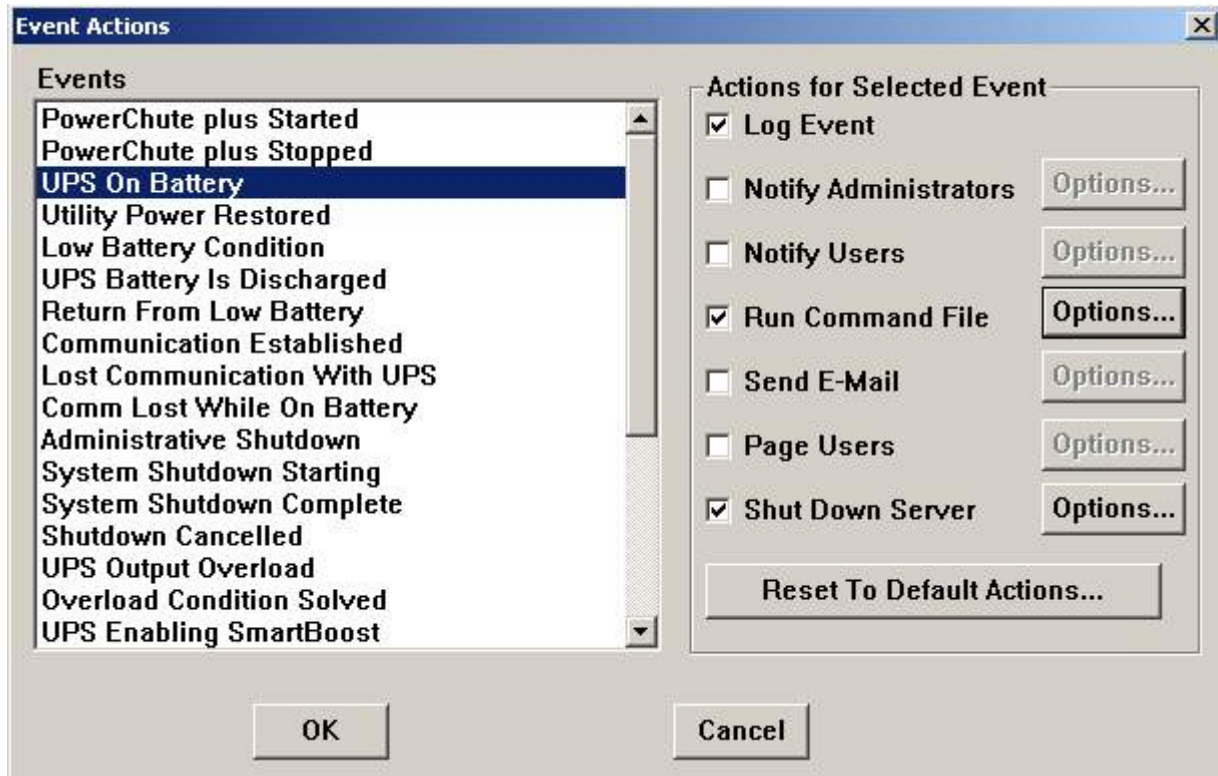 Event Actions
Events
PowerChute plus Started
PowerChute plus Stopped
UPS On Battery
Utility Power Restored
Low Battery Condition
UPS Battery Is Discharged
Return From Low Battery
Communication Established
Lost Communication With UPS
Comm Lost While On Battery
Administrative Shutdown
System Shutdown Starting
System Shutdown Complete
Shutdown Cancelled
UPS Output Overload
Overload Condition Solved
UPS Enabling SmartBoost
Actions for Selected Event
Log Event
Notify Administrators Options...
Notify Users Options...
Run Command File Options...
Send E-Mail Options...
Page Users Options...
Shut Down Server Options...
Reset To Default Actions...
OK Cancel